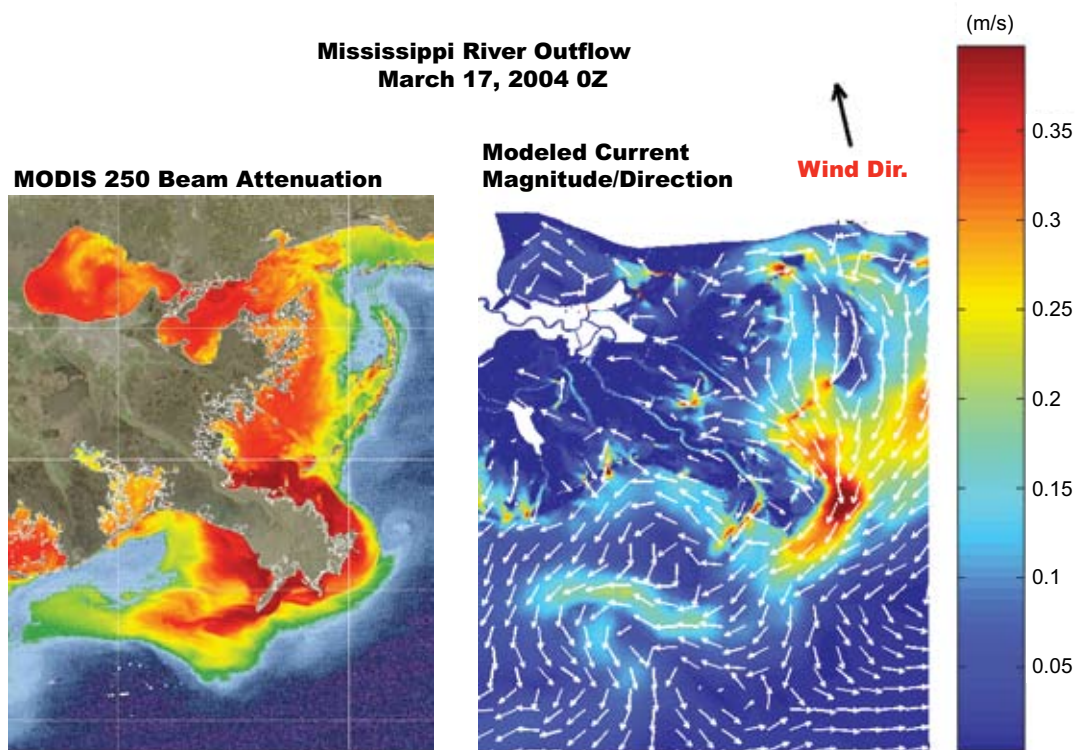 (m/s)
Mississippi River Outflow
March 17, 2004 0Z
MODIS 250 Beam Attenuation
Modeled Current
Magnitude/Direction
Wind Dir.
0.35
0.3
0.25
0.2
0.15
0.1
0.05